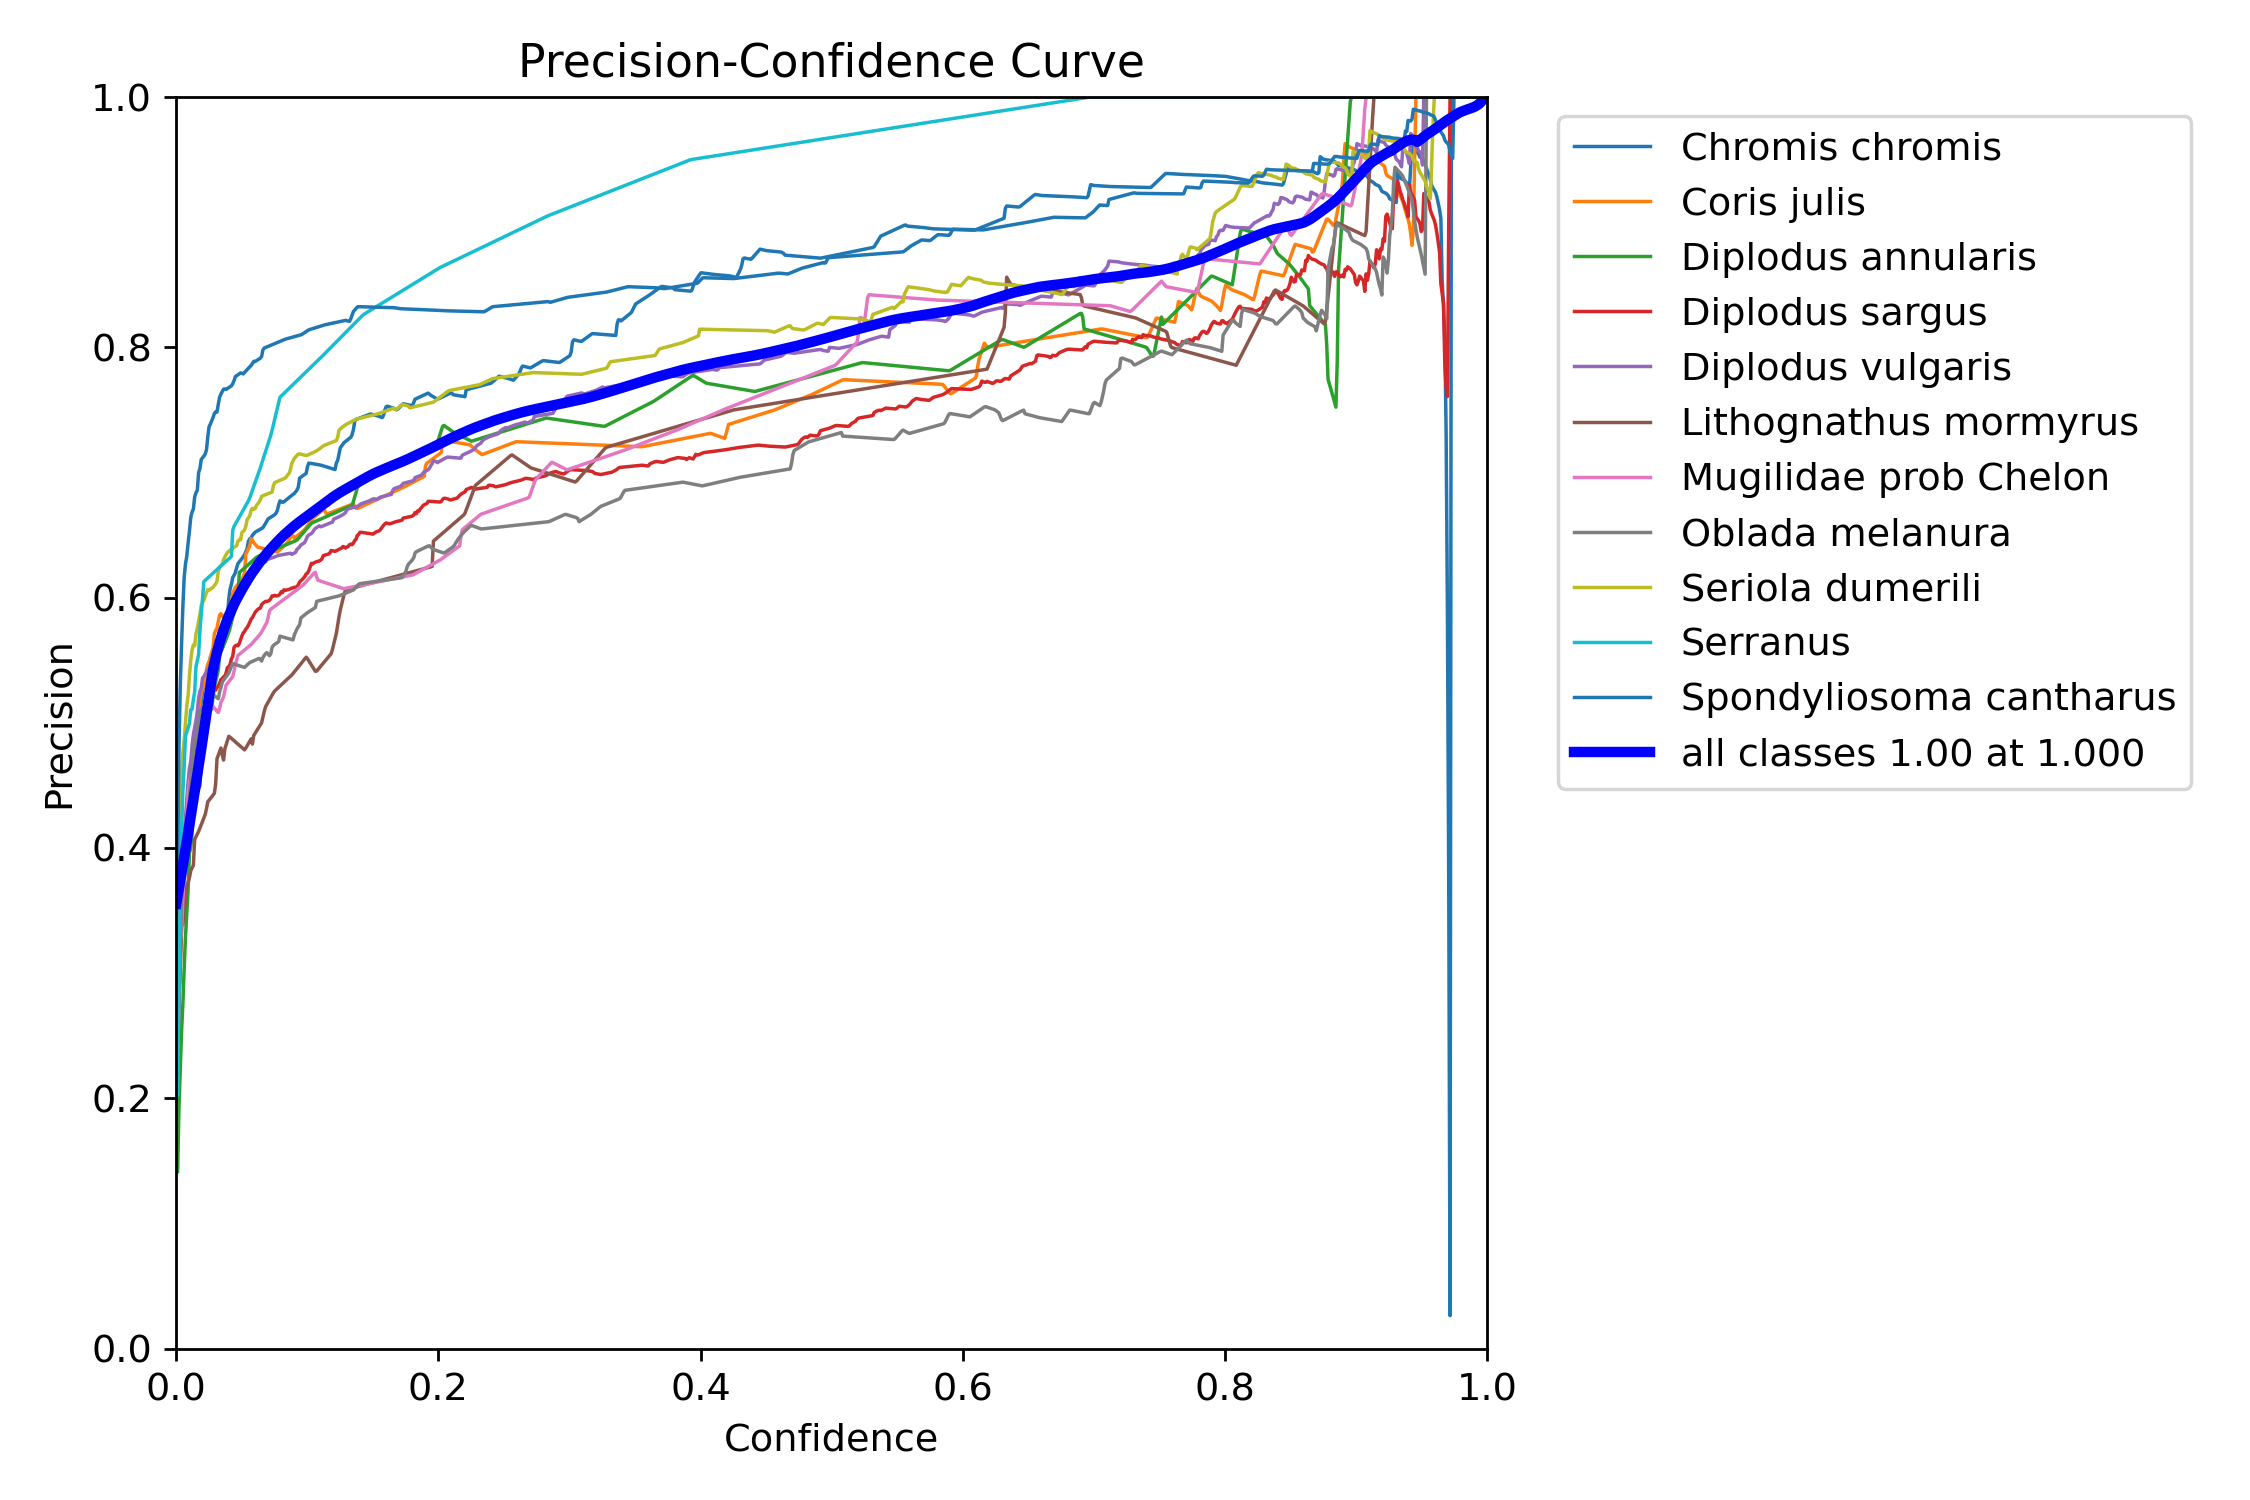 Precision-Confidence Curve
1.0
0.8
0.6
0.4
0.2
0.0
Precision
0.0 0.2 0.4 0.6 0.8 1.0
Confidence
Chromis chromis
Coris julis
Diplodus annularis
Diplodus sargus
Diplodus vulgaris
Lithognathus mormyrus
Mugilidae prob Chelon
Oblada melanura
Seriola dumerili
Serranus
Spondyliosoma cantharus
all classes 1.00 at 1.000